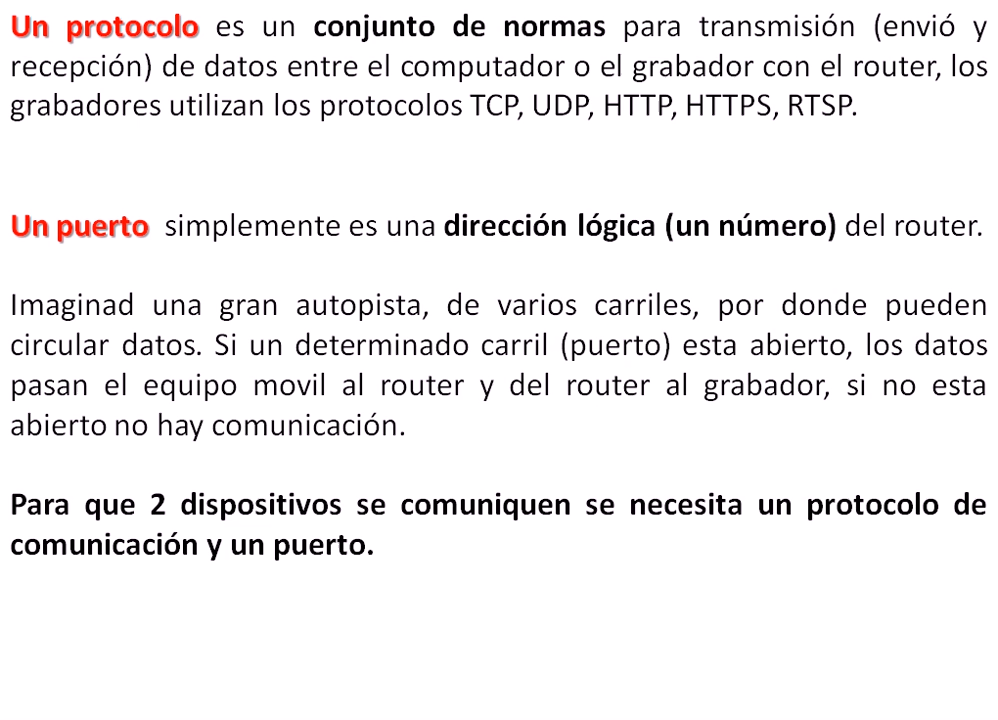 Un protocolo es un conjunto de normas para transmisión (envió y
recepción) de datos entre el computador o el grabador con el router, los
grabadores utilizan los protocolos TCP, UDP, HTTP, HTTPS, RTSP.
Un puerto simplemente es una dirección lógica (un número) del router.
Imaginad una gran autopista, de varios carriles, por donde pueden
circular datos. Si un determinado carril (puerto) esta abierto, los datos
pasan el equipo movil al router y del router al grabador, si no esta
abierto no hay comunicación.
Para que 2 dispositivos se comuniquen se necesita un protocolo de
comunicación y un puerto.